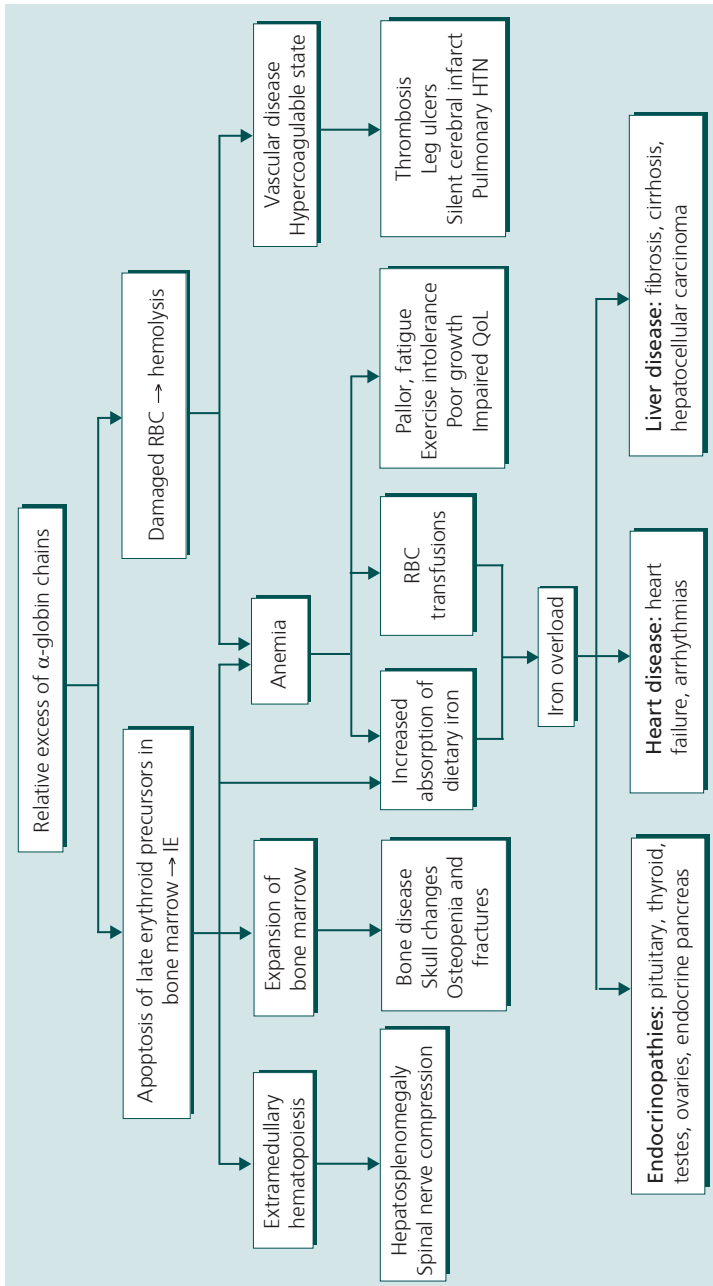 Relative excess of α-globin chains
Apoptosis of late erythroid precursors in
bone marrow → IE
Damaged RBC → hemolysis
Extramedullary
hematopoiesis
Expansion of
bone marrow
Anemia
Vascular disease
Hypercoagulable state
Hepatosplenomegaly
Spinal nerve compression
Bone disease
Skull changes
Osteopenia and
fractures
Increased
absorption of
dietary iron
RBC
transfusions
Pallor, fatigue
Exercise intolerance
Poor growth
Impaired QoL
Thrombosis
Leg ulcers
Silent cerebral infarct
Pulmonary HTN
Iron overload
Endocrinopathies: pituitary, thyroid,
testes, ovaries, endocrine pancreas
Heart disease: heart
failure, arrhythmias
Liver disease: fibrosis, cirrhosis,
hepatocellular carcinoma